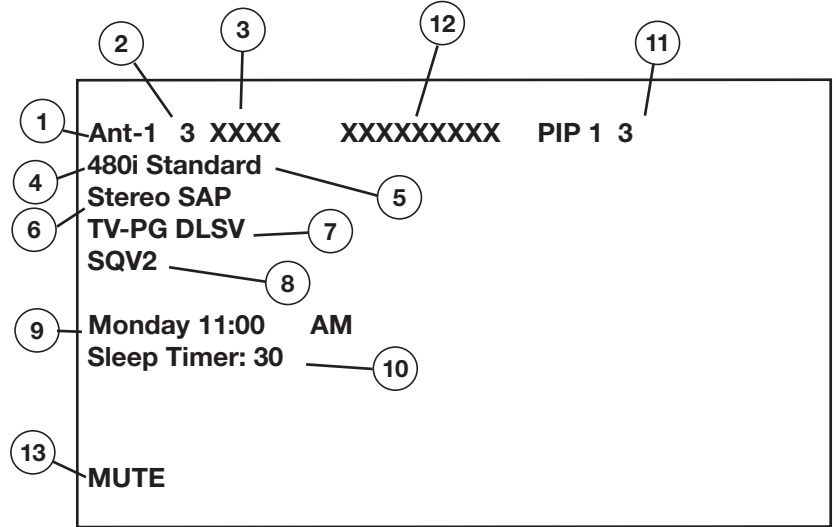 2 3 12 11
1 Ant-1 3 XXXX XXXXXXXXX PIP 1 3
4 480i Standard 5
6 Stereo SAP
TV-PG DLSV 7
SQV2 8
9 Monday 11:00 AM
Sleep Timer: 30 10
13 MUTE